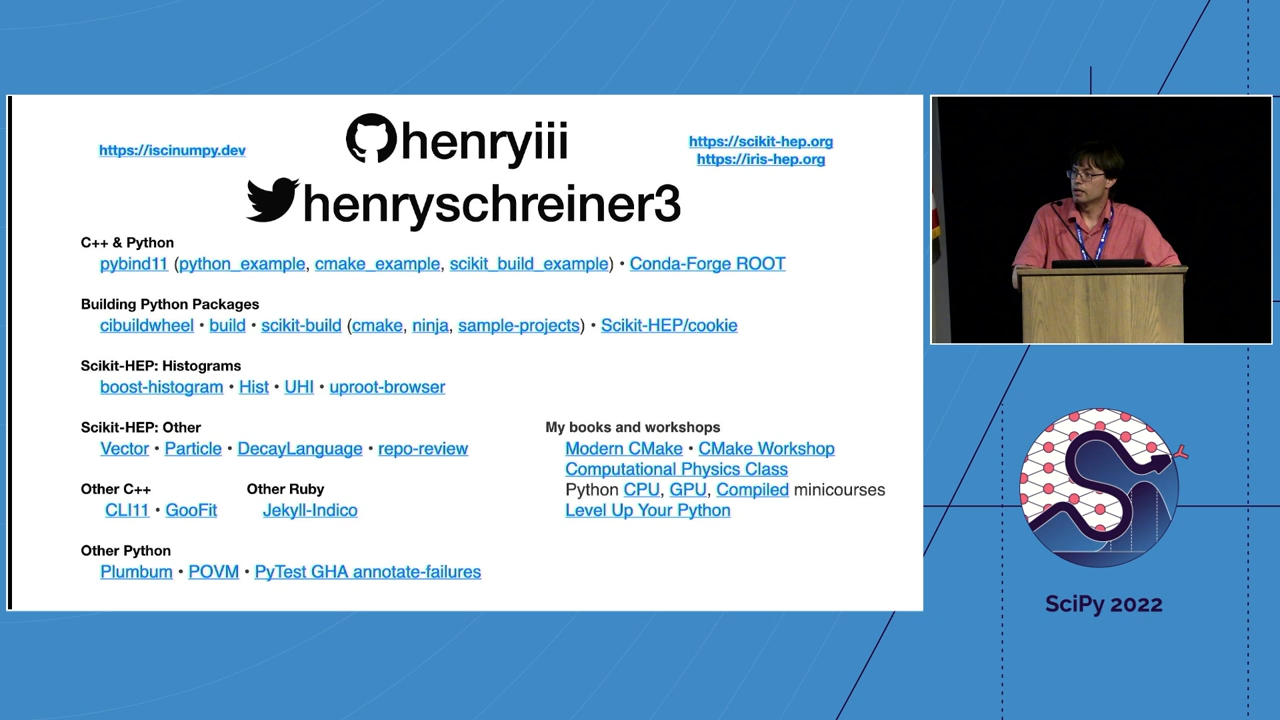 https://iscinumpy.dev
henryiii
https://scikit-hep.org
https://iris-hep.org
henryschreiner3
C++ & Python
pybind11 (python_example, cmake_example, scikit_build_example) • Conda-Forge ROOT
Building Python Packages
cibuildwheel • build • scikit-build (cmake, ninja, sample-projects) • Scikit-HEP/cookie
Scikit-HEP: Histograms
boost-histogram • Hist • UHI • uproot-browser
Scikit-HEP: Other
Vector • Particle • DecayLanguage • repo-review
Other C++
CLI11 • GooFit
Other Ruby
Jekyll-Indico
Other Python
Plumbum • POVM • PyTest GHA annotate-failures
My books and workshops
Modern CMake • CMake Workshop
Computational Physics Class
Python CPU, GPU, Compiled minicourses
Level Up Your Python
SciPy 2022